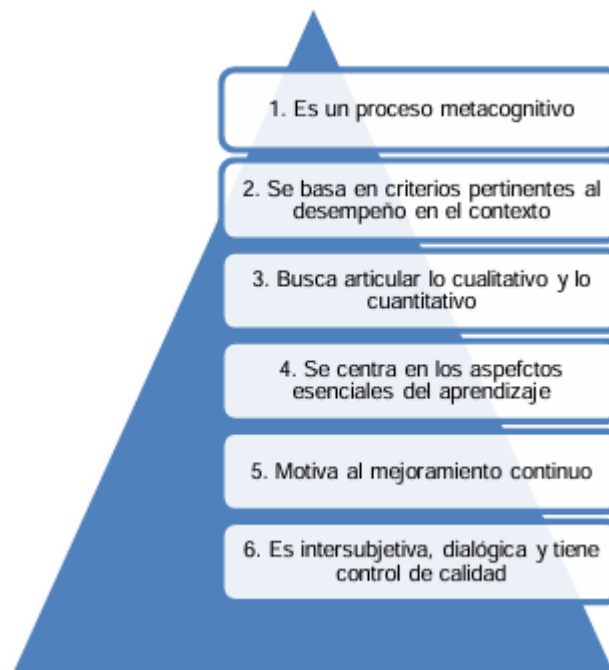 1. Es un proceso metacognitivo
2. Se basa en criterios pertinentes al
desempeño en el contexto
3. Busca articular lo cualitativo y lo
cuantitativo
4. Se centra en los aspefctos
esenciales del aprendizaje
5. Motiva al mejoramiento continuo
6. Es intersubjetiva, dialógica y tiene
control de calidad